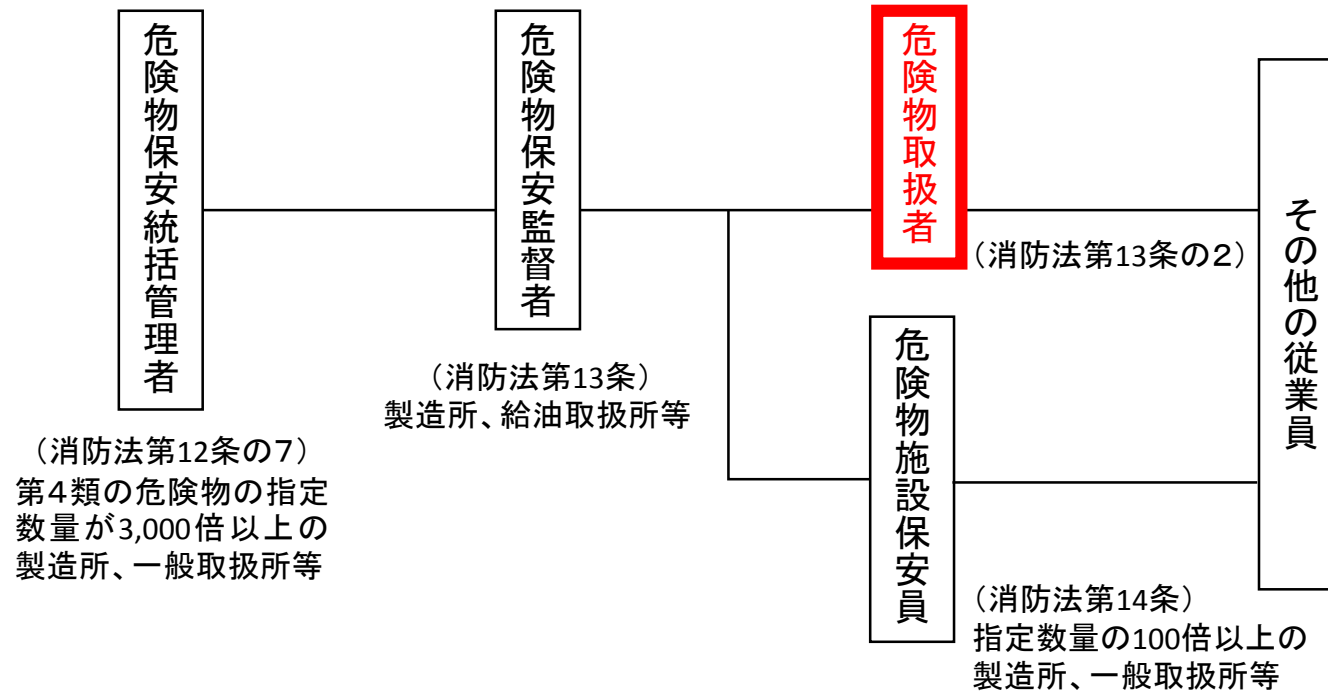 危険物保安統括管理者
（消防法第12条の７）
第４類の危険物の指定
数量が3,000倍以上の
製造所、一般取扱所等
危険物保安監督者
（消防法第13条）
製造所、給油取扱所等
危険物取扱者
（消防法第13条の２）
危険物施設保安員
（消防法第14条）
指定数量の100倍以上の
製造所、一般取扱所等
その他の従業員